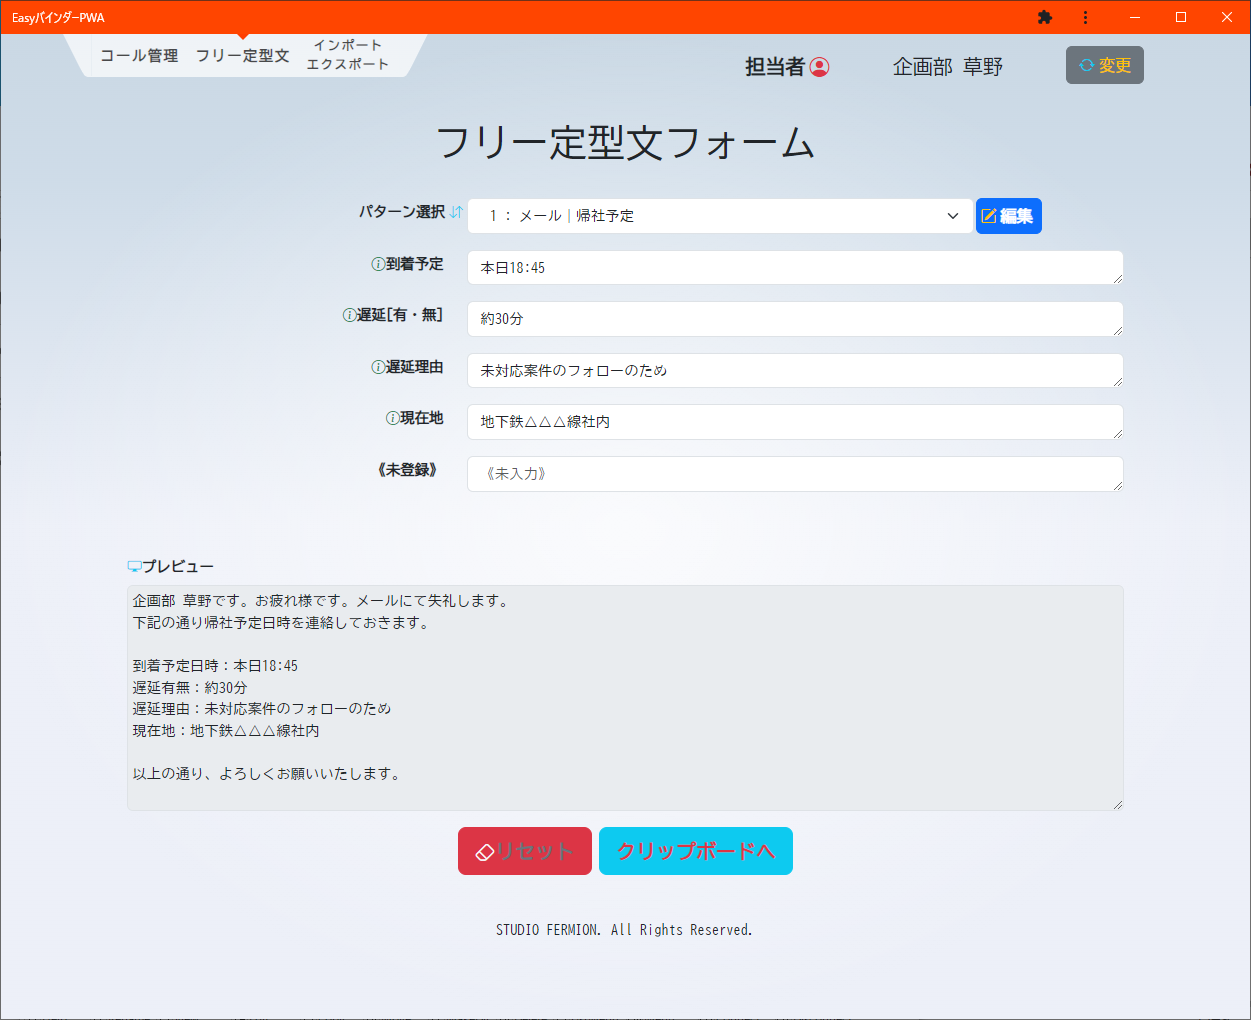 EasyバインダーPWA
コール管理 フリー定型文 インポート
エクスポート
担当者 企画部 草野 変更
フリー定型文フォーム
パターン選択 1 : メール｜帰社予定 編集
到着予定 本日18:45
遅延[有・無] 約30分
遅延理由 未対応案件のフォローのため
現在地 地下鉄△△△線社内
《未登録》 《未入力》
プレビュー
企画部 草野です。お疲れ様です。メールにて失礼します。
下記の通り帰社予定日時を連絡しておきます。
到着予定日時：本日18:45
遅延有無：約30分
遅延理由：未対応案件のフォローのため
現在地：地下鉄△△△線社内
以上の通り、よろしくお願いいたします。
リセット クリップボードへ
STUDIO FERMION. All Rights Reserved.